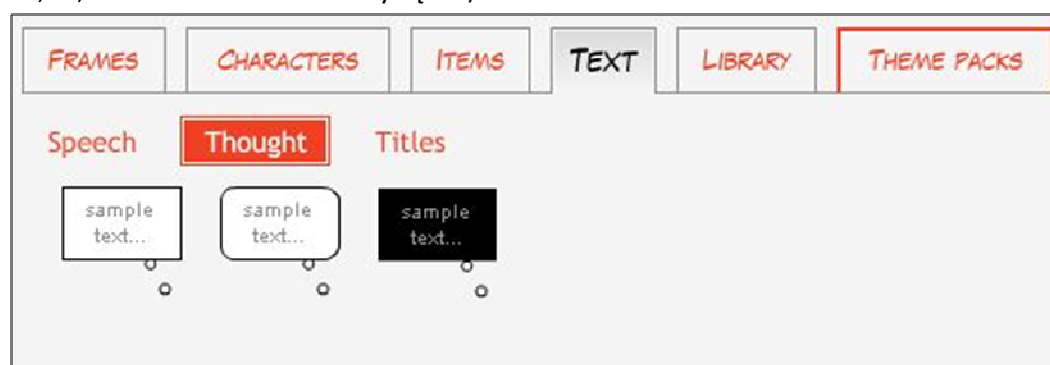 FRAMES CHARACTERS ITEMS TEXT LIBRARY THEME PACKS
Speech Thought Titles
sample sample sample
text... text... text...